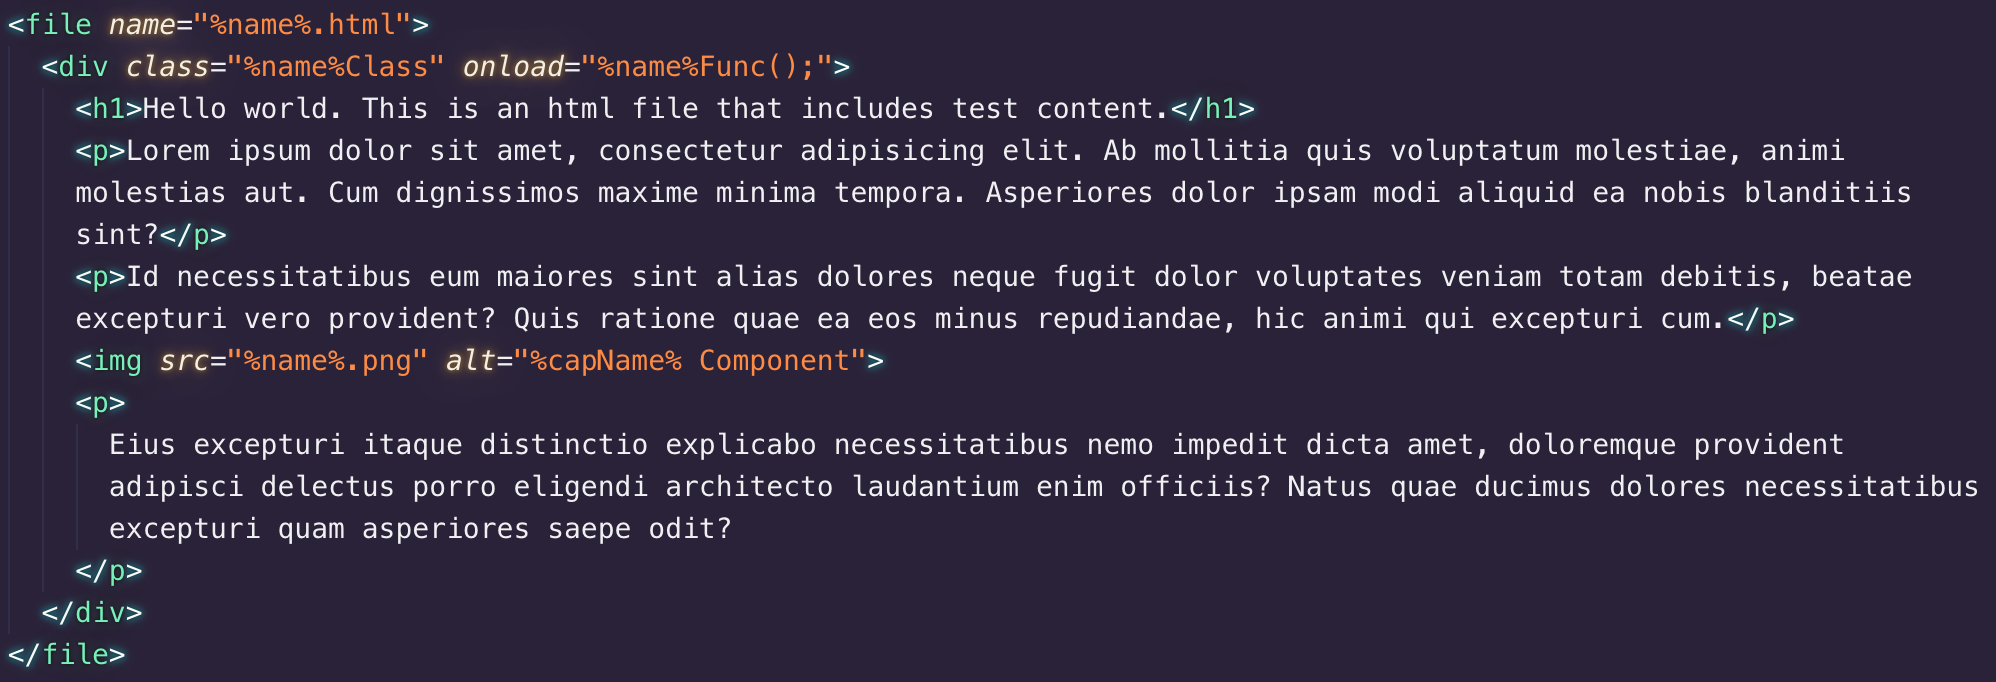 <file name="%name%.html">
<div class="%name%Class" onload="%name%Func();">
<h1>Hello world. This is an html file that includes test content.</h1>
<p>Lorem ipsum dolor sit amet, consectetur adipisicing elit. Ab mollitia quis voluptatum molestiae, animi
molestias aut. Cum dignissimos maxime minima tempora. Asperiores dolor ipsam modi aliquid ea nobis blanditiis
sint?</p>
<p>Id necessitatibus eum maiores sint alias dolores neque fugit dolor voluptates veniam totam debitis, beatae
excepturi vero provident? Quis ratione quae ea eos minus repudiandae, hic animi qui excepturi cum.</p>
<img src="%name%.png" alt="%capName% Component">
<p>
Eius excepturi itaque distinctio explicabo necessitatibus nemo impedit dicta amet, doloremque provident
adipisci delectus porro eligendi architecto laudantium enim officiis? Natus quae ducimus dolores necessitatibus
excepturi quam asperiores saepe odit?
</p>
</div>
</file>